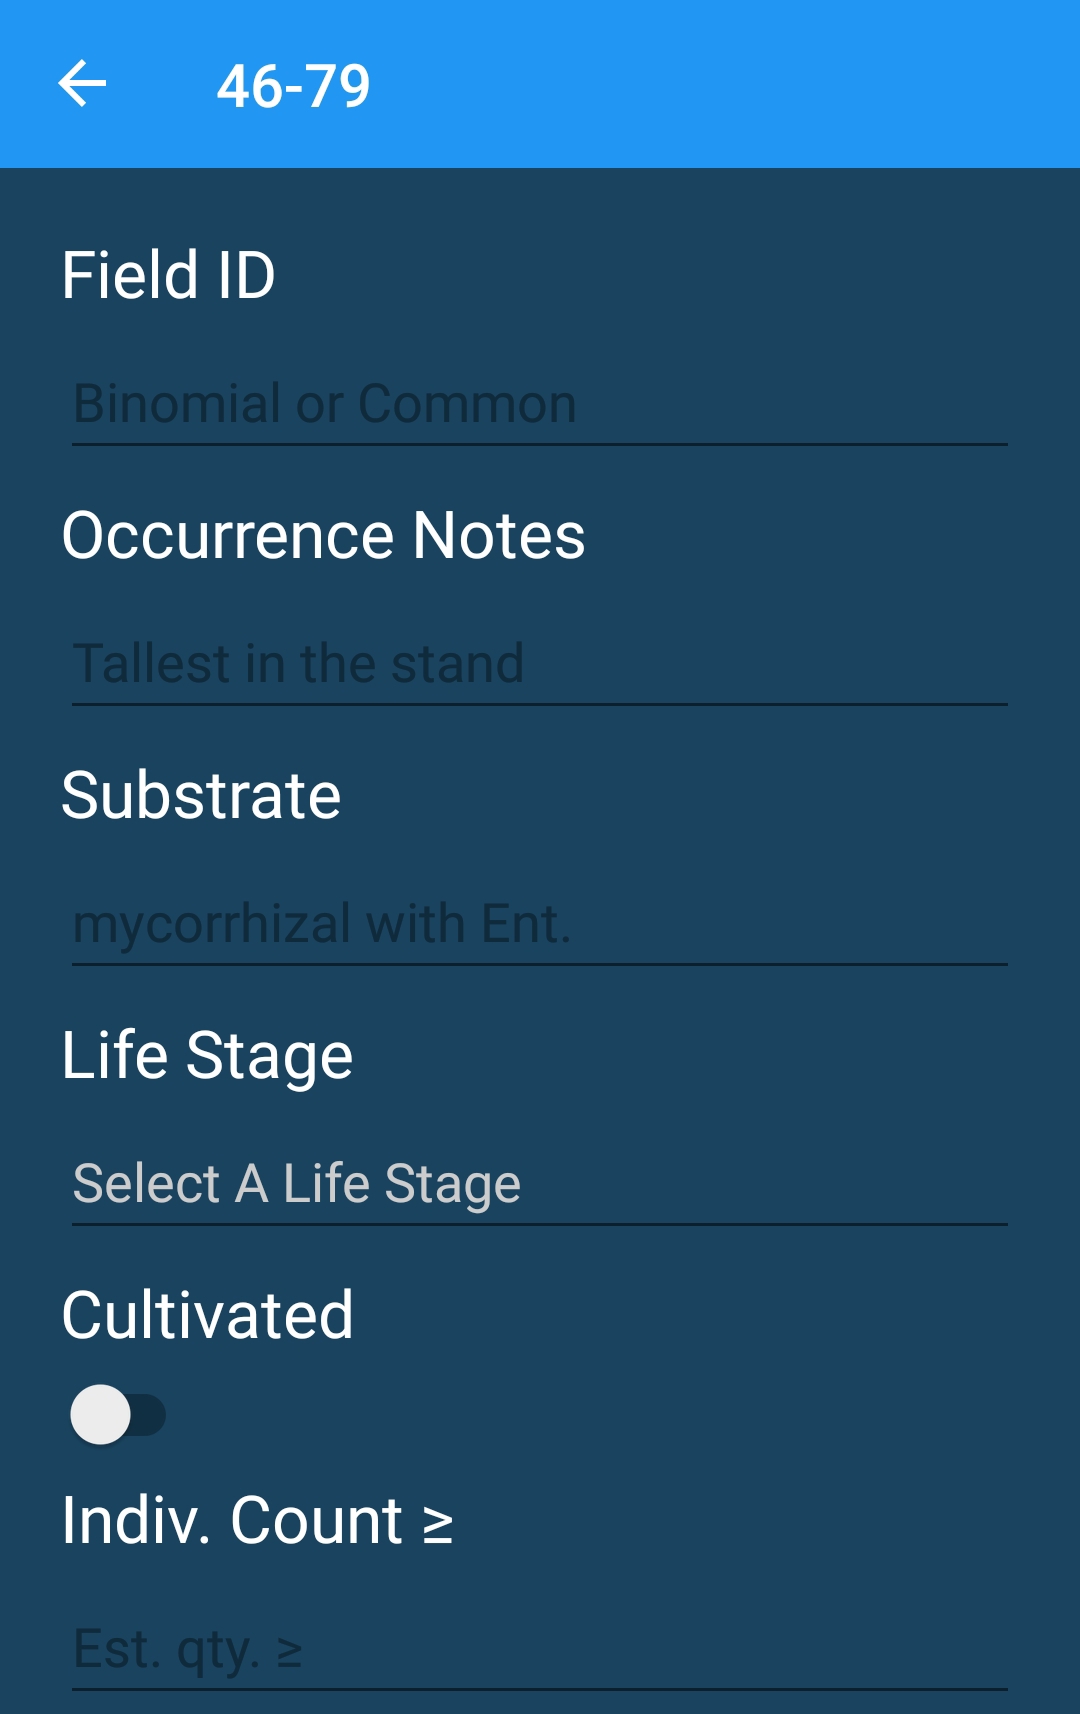 46-79
Field ID
Binomial or Common
Occurrence Notes
Tallest in the stand
Substrate
mycorrhizal with Ent.
Life Stage
Select A Life Stage
Cultivated
Indiv. Count ≥
Est. qty. ≥